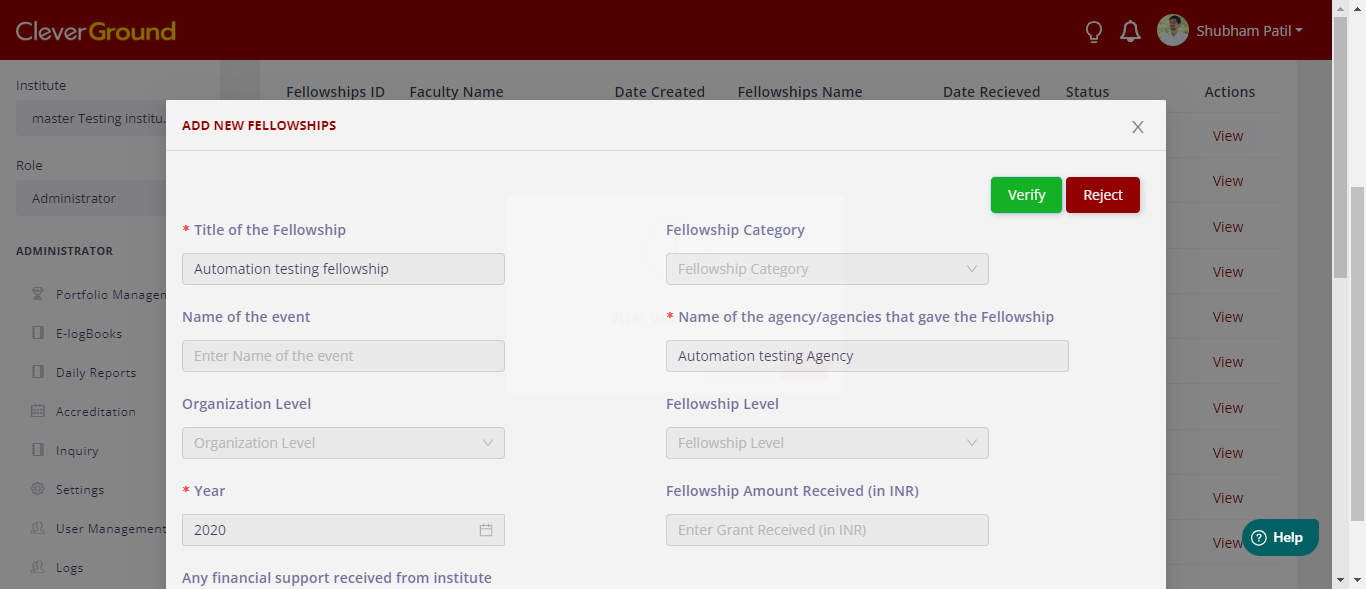 CleverGround
Shubham Patil
Institute
master Testing institu.
Role
Administrator
ADMINISTRATOR
Portfolio Managen
E-logBooks
Daily Reports
Accreditation
Inquiry
Settings
User Management
Logs
Fellowships ID Faculty Name Date Created Fellowships Name Date Recieved Status Actions
View
View
View
View
View
View
View
View
View
View
ADD NEW FELLOWSHIPS
Verify Reject
* Title of the Fellowship
Automation testing fellowship
Fellowship Category
Fellowship Category
Name of the event
Enter Name of the event
* Name of the agency/agencies that gave the Fellowship
Automation testing Agency
Organization Level
Organization Level
Fellowship Level
Fellowship Level
* Year
2020
Fellowship Amount Received (in INR)
Enter Grant Received (in INR)
Any financial support received from institute
Help